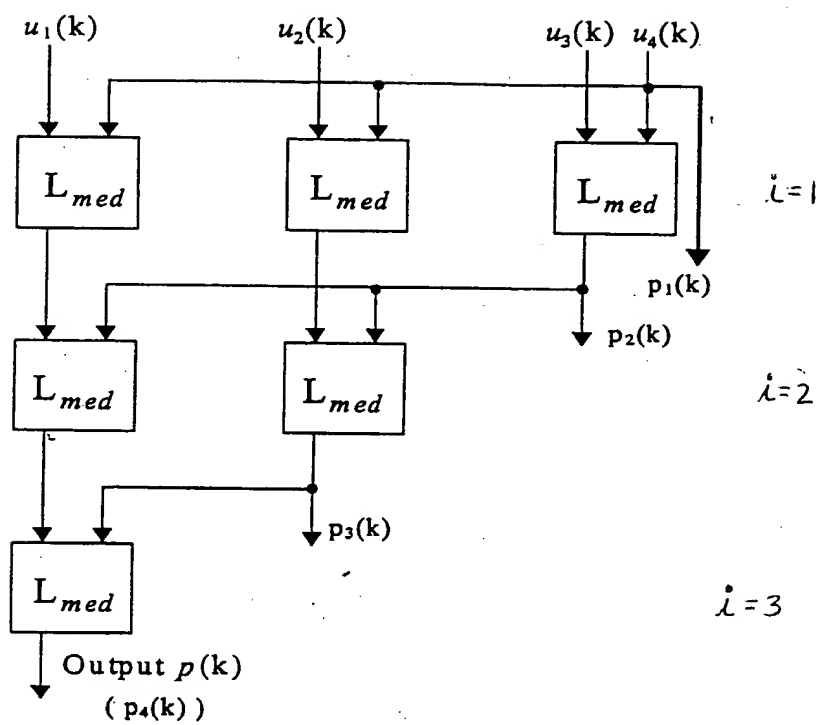 u₁(k) u₂(k) u₃(k) u₄(k)
L_med L_med L_med i=1
p₁(k)
p₂(k)
L_med L_med i=2
p₃(k)
L_med i=3
Output p(k)
( p₄(k) )